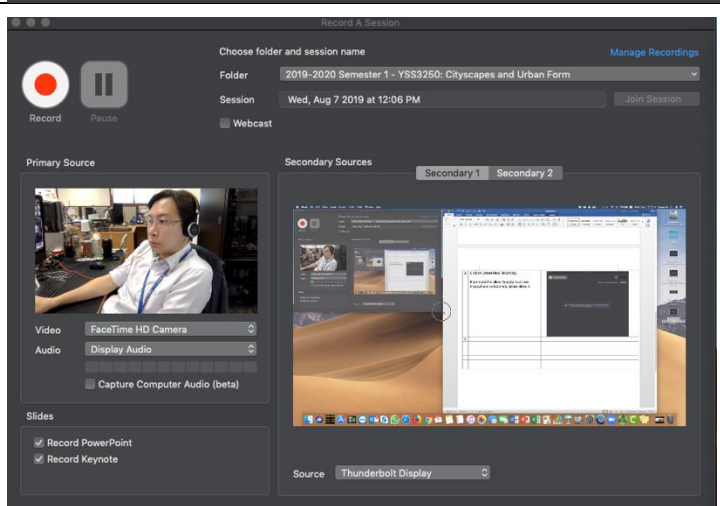 Record A Session
Choose folder and session name
Manage Recordings
Folder
2019-2020 Semester 1 - YSS3250: Cityscapes and Urban Form
Session
Wed, Aug 7 2019 at 12:06 PM
Join Session
Record
Pause
Webcast
Primary Source
Secondary Sources
Secondary 1
Secondary 2
Video
FaceTime HD Camera
Audio
Display Audio
Capture Computer Audio (beta)
Slides
Record PowerPoint
Record Keynote
Source
Thunderbolt Display